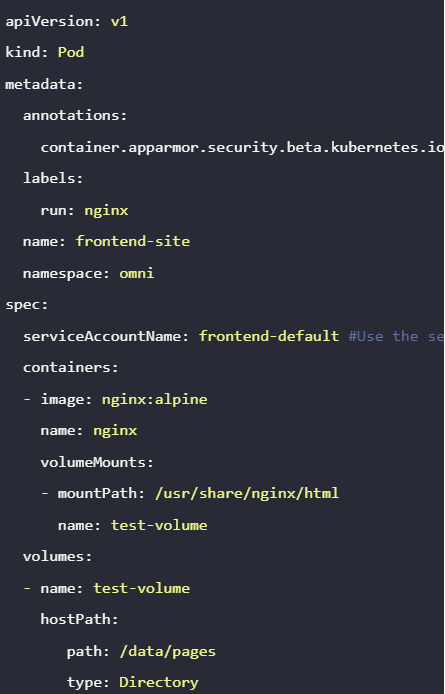 apiVersion: v1
kind: Pod
metadata:
  annotations:
    container.apparmor.security.beta.kubernetes.io
  labels:
    run: nginx
  name: frontend-site
  namespace: omni
spec:
  serviceAccountName: frontend-default #Use the se
  containers:
  - image: nginx:alpine
    name: nginx
    volumeMounts:
    - mountPath: /usr/share/nginx/html
      name: test-volume
  volumes:
  - name: test-volume
    hostPath:
       path: /data/pages
       type: Directory